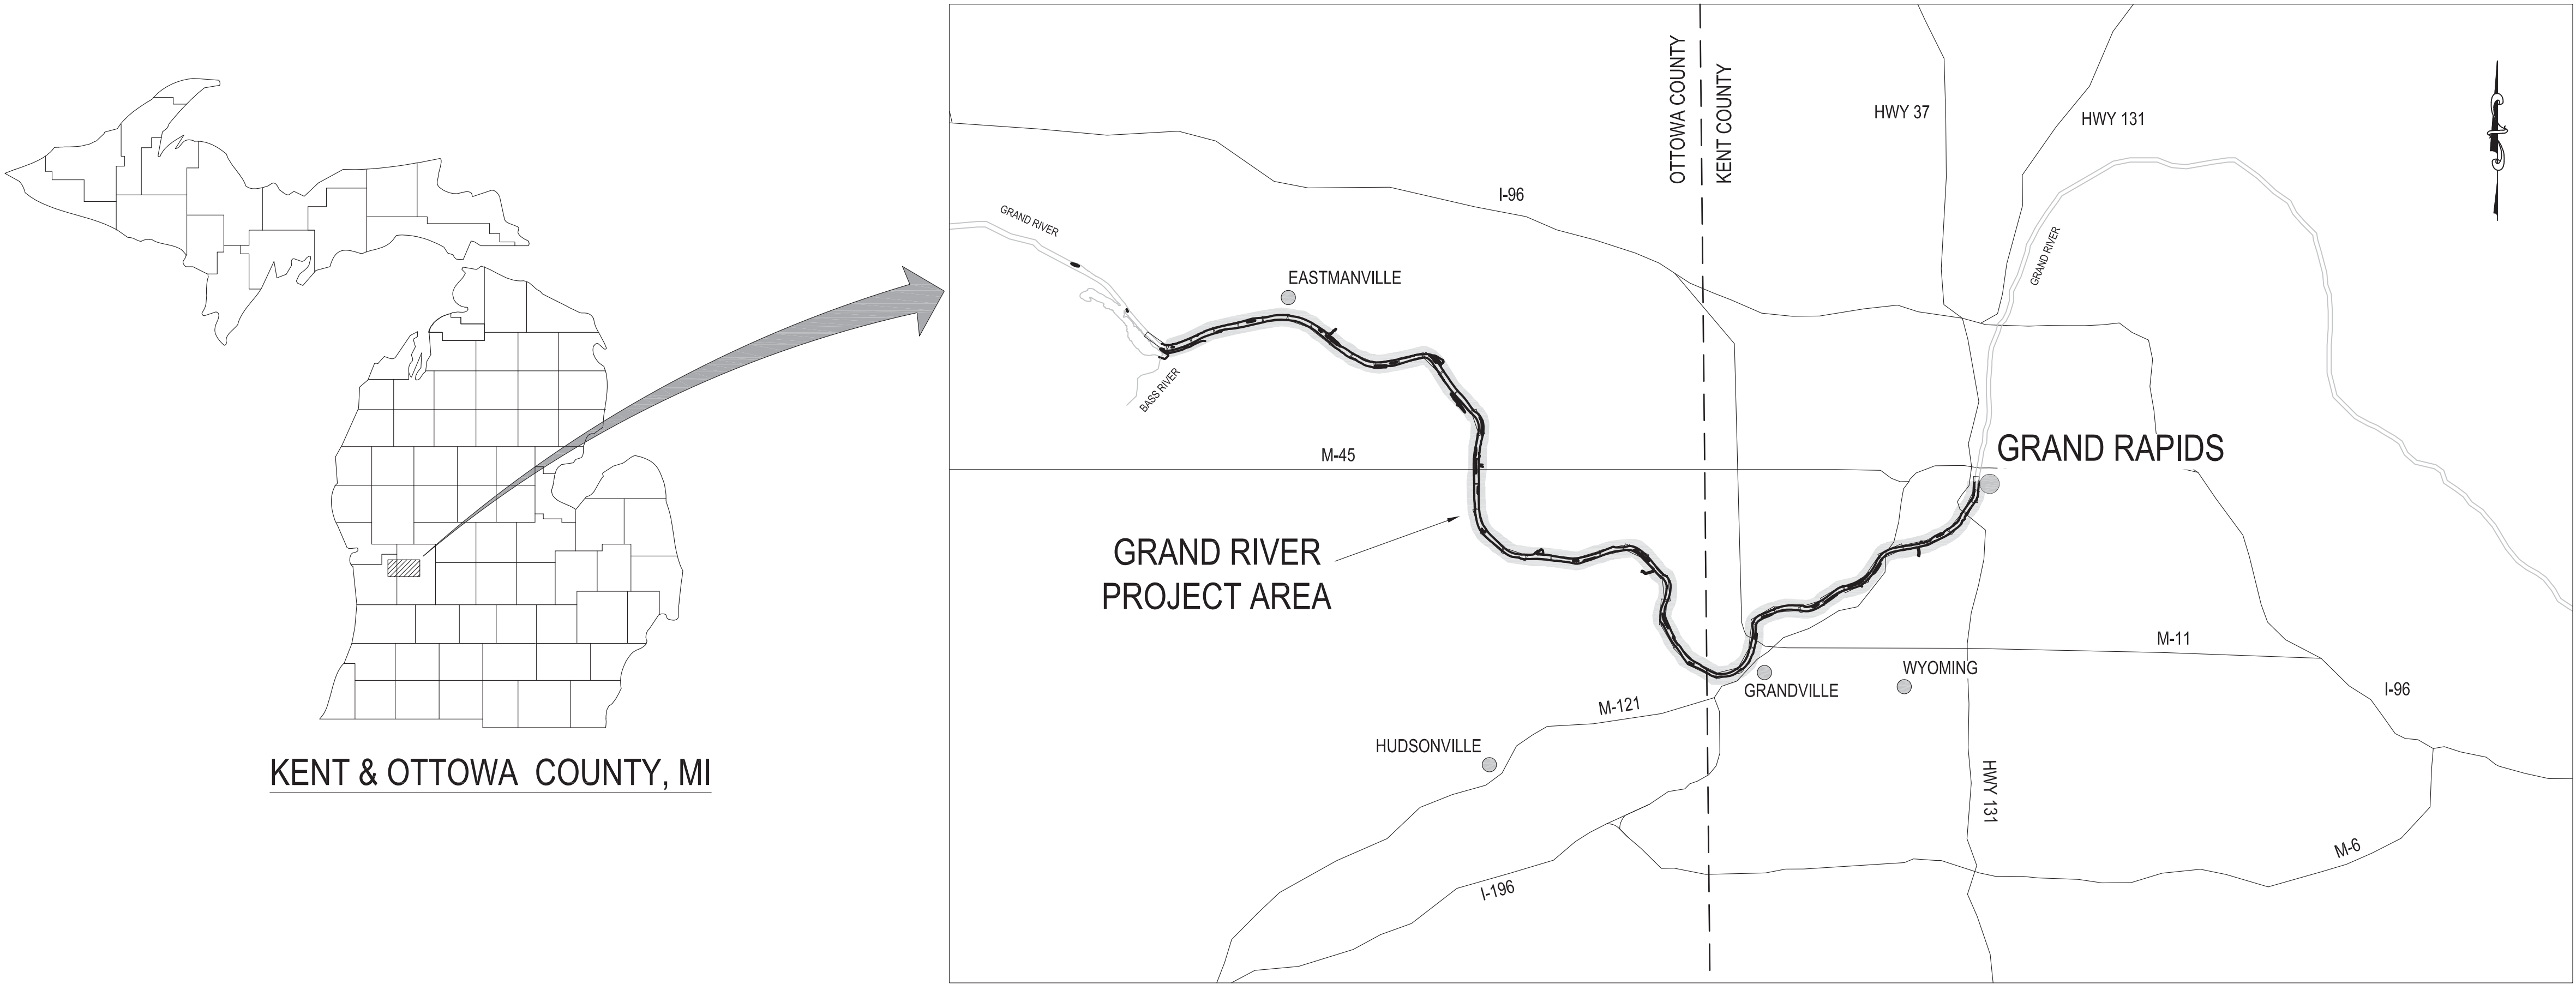 OTTOWA COUNTY
KENT COUNTY
HWY 37
HWY 131
I-96
GRAND RIVER
GRAND RIVER
EASTMANVILLE
BASS RIVER
M-45
GRAND RAPIDS
GRAND RIVER
PROJECT AREA
M-11
WYOMING
GRANDVILLE
I-96
M-121
HUDSONVILLE
KENT & OTTOWA COUNTY, MI
HWY 131
M-6
I-196